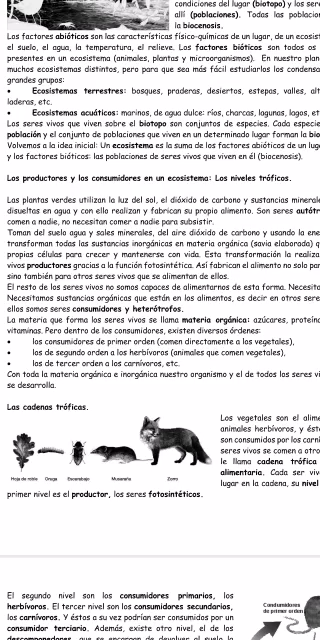 condiciones del lugar (biotopo) y los sere
allí (poblaciones). Todas las poblacion
la biocenosis.
Los factores abióticos son las características físico-químicas de un lugar, de un ecosist
el suelo, el agua, la temperatura, el relieve. Los factores bióticos son todos os
presentes en un ecosistema (animales, plantas y microorganismos). En nuestro plan
muchos ecosistemas distintos, pero para que sea más fácil estudiarlos los condensa
grandes grupos:
• Ecosistemas terrestres: bosques, praderas, desiertos, estepas, valles, alt
laderas, etc.
• Ecosistemas acuáticos: marinos, de agua dulce: ríos, charcas, lagunas, lagos, et
Los seres vivos que viven sobre el biotopo son conjuntos de especies. Cada especie
población y el conjunto de poblaciones que viven en un determinado lugar forman la bio
Volvemos a la idea inicial: Un ecosistema es la suma de los factores abióticos de un lug
y los factores bióticos: las poblaciones de seres vivos que viven en él (biocenosis).
Los productores y los consumidores en un ecosistema: Los niveles tróficos.
Las plantas verdes utilizan la luz del sol, el dióxido de carbono y sustancias minerale
disueltas en agua y con ello realizan y fabrican su propio alimento. Son seres autótr
comen a nadie, no necesitan comer a nadie para subsistir.
Toman del suelo agua y sales minerales, del aire dióxido de carbono y usando la ene
transforman todas las sustancias inorgánicas en materia orgánica (savia elaborada) q
propias células para crecer y mantenerse con vida. Esta transformación la realiza
vivos productores gracias a la función fotosintética. Así fabrican el alimento no solo par
sino también para otros seres vivos que se alimentan de ellos.
El resto de los seres vivos no somos capaces de alimentarnos de esta forma. Necesito
Necesitamos sustancias orgánicas que están en los alimentos, es decir en otros sere
ellos somos seres consumidores y heterótrofos.
La materia que forma los seres vivos se llama materia orgánica: azúcares, proteína
vitaminas. Pero dentro de los consumidores, existen diversos órdenes:
• los consumidores de primer orden (comen directamente a los vegetales),
• los de segundo orden a los herbívoros (animales que comen vegetales),
• los de tercer orden a los carnívoros, etc.
Con toda la materia orgánica e inorgánica nuestro organismo y el de todos los seres vi
se desarrolla.
Las cadenas tróficas.
Los vegetales son el alime
animales herbívoros, y ésto
son consumidos por los carní
seres vivos se comen a otro
le llama cadena trófica
alimentaria. Cada ser viv
lugar en la cadena, su nivel
Hoja de roble Oruga Escarabajo Musaraña Zorro
primer nivel es el productor, los seres fotosintéticos.
El segundo nivel son los consumidores primarios, los
herbívoros. El tercer nivel son los consumidores secundarios,
los carnívoros. Y éstos a su vez podrían ser consumidos por un
consumidor terciario. Además, existe otro nivel, el de los
descomponedores, que se encargan de devolver al suelo la
Condumidores
de primer orden